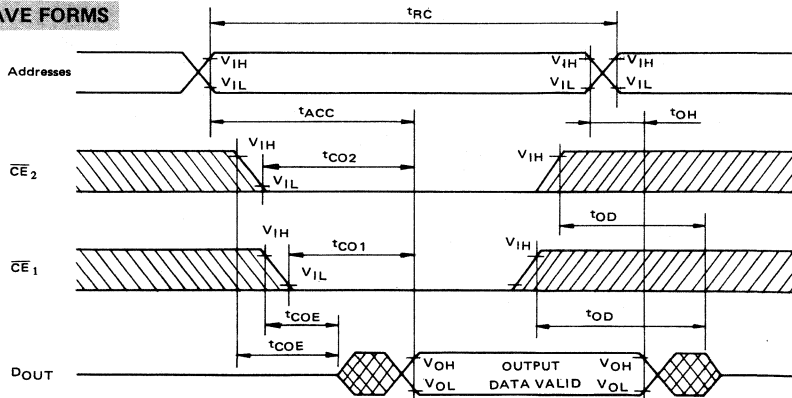 AVE FORMS
tRC
Addresses VIH VIH VIH
VIL VIL VIL
tACC tOH
CE2 VIH tCO2 VIL VIH
tOD
CE1 VIH tCO1 VIL VIH
tCOE tOD
tCOE
DOUT VOH OUTPUT VOH
VOL DATA VALID VOL